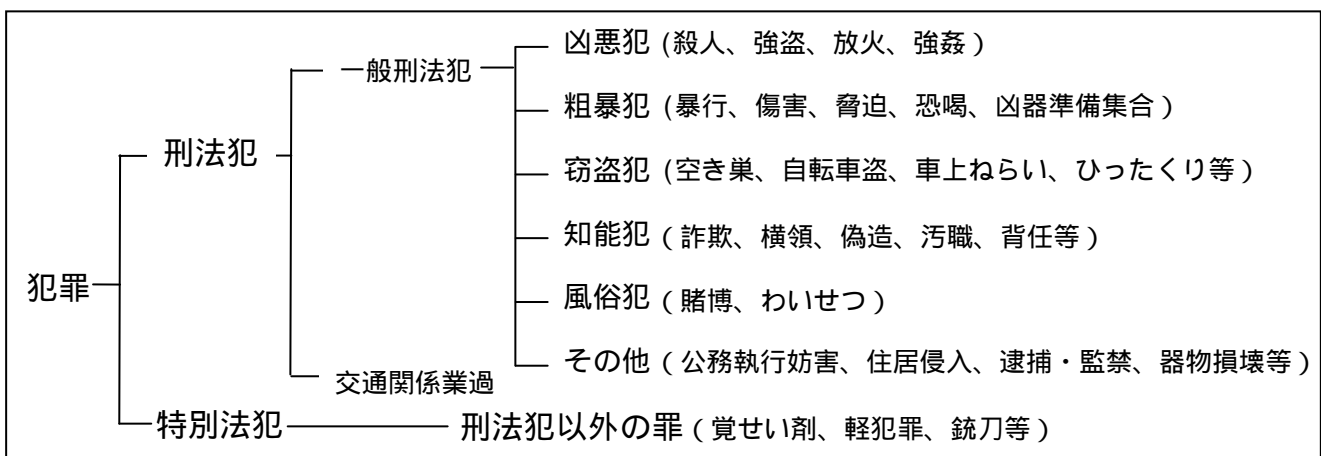 凶悪犯 (殺人、強盗、放火、強姦)
一般刑法犯
粗暴犯 (暴行、傷害、脅迫、恐喝、凶器準備集合)
刑法犯
窃盗犯 (空き巣、自転車盗、車上ねらい、ひったくり等)
知能犯 (詐欺、横領、偽造、汚職、背任等)
犯罪
風俗犯 (賭博、わいせつ)
その他 (公務執行妨害、住居侵入、逮捕・監禁、器物損壊等)
交通関係業過
特別法犯 刑法犯以外の罪 (覚せい剤、軽犯罪、銃刀等)